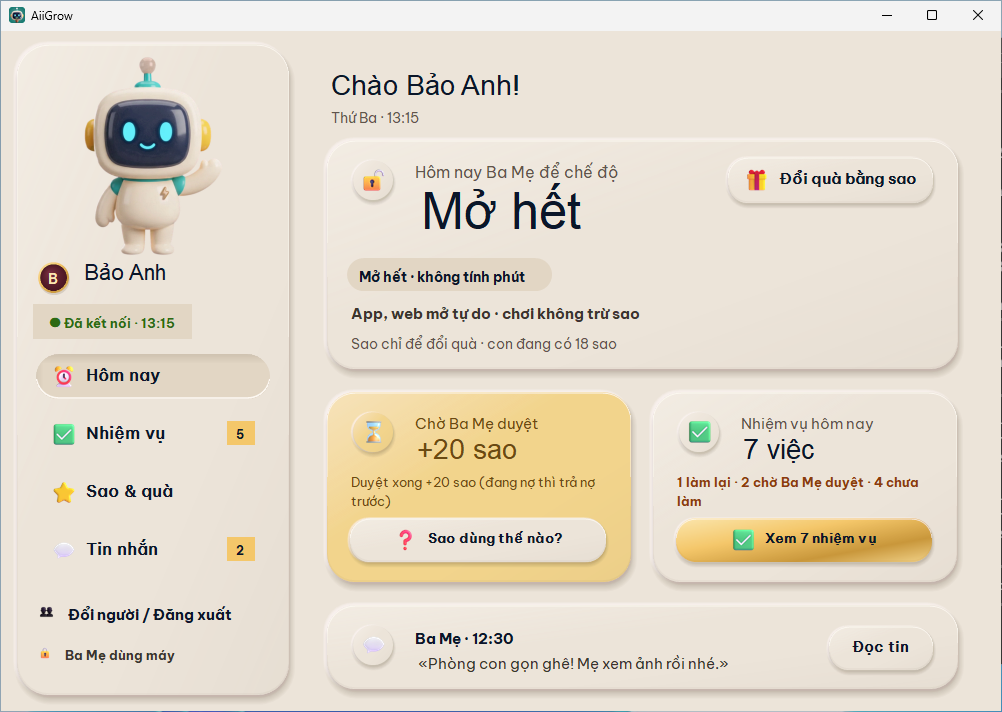 AiiGrow
Bảo Anh
B
Đã kết nối · 13:15
Hôm nay
Nhiệm vụ
5
Sao & quà
Tin nhắn
2
Đổi người / Đăng xuất
Ba Mẹ dùng máy
Chào Bảo Anh!
Thứ Ba · 13:15
Hôm nay Ba Mẹ để chế độ
Mở hết
Đổi quà bằng sao
Mở hết · không tính phút
App, web mở tự do · chơi không trừ sao
Sao chỉ để đổi quà · con đang có 18 sao
Chờ Ba Mẹ duyệt
+20 sao
Duyệt xong +20 sao (đang nợ thì trả nợ
trước)
Sao dùng thế nào?
Nhiệm vụ hôm nay
7 việc
1 làm lại · 2 chờ Ba Mẹ duyệt · 4 chưa
làm
Xem 7 nhiệm vụ
Ba Mẹ · 12:30
«Phòng con gọn ghê! Mẹ xem ảnh rồi nhé.»
Đọc tin